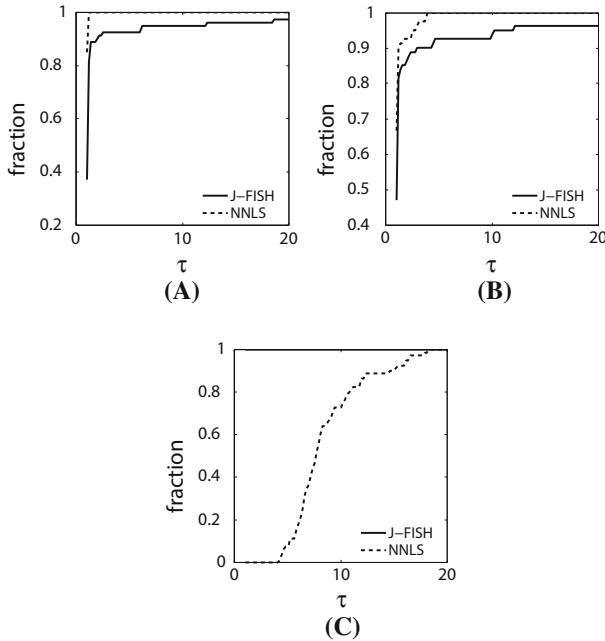 1
0.8
0.6
0.4
0.2
0
10
20
fraction
τ
J–FISH
NNLS
(A)
1
0.9
0.8
0.7
0.6
0.5
0.4
0
10
20
fraction
τ
J–FISH
NNLS
(B)
1
0.8
0.6
0.4
0.2
0
0
10
20
fraction
τ
J–FISH
NNLS
(C)